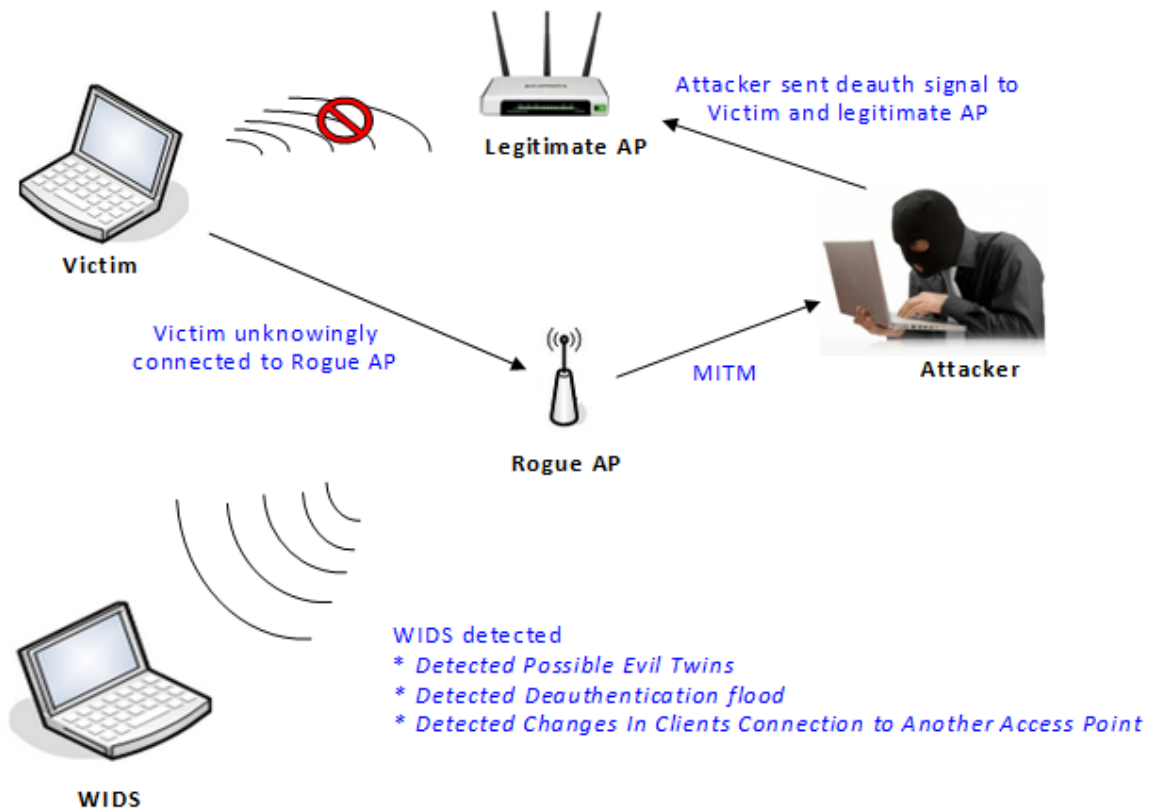 Attacker sent deauth signal to
Victim and legitimate AP
Legitimate AP
Victim
Victim unknowingly
connected to Rogue AP
MITM
Attacker
Rogue AP
WIDS detected
* Detected Possible Evil Twins
* Detected Deauthentication flood
* Detected Changes In Clients Connection to Another Access Point
WIDS